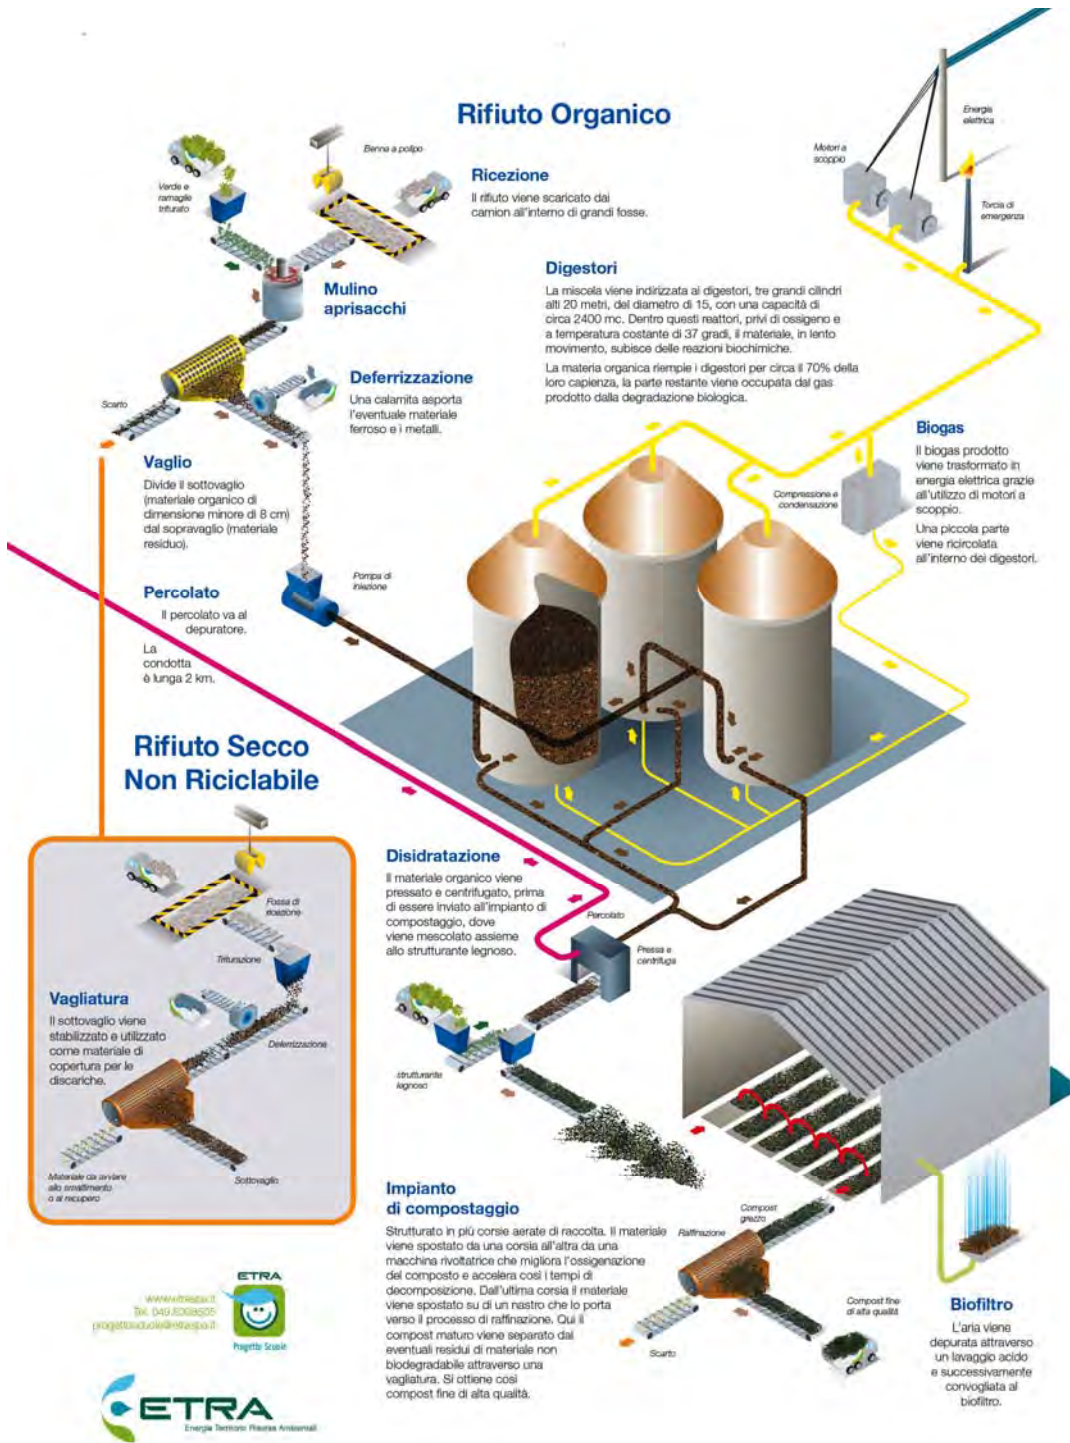 Rifiuto Organico
Verde e
ramaglie
triturato
Benna a polipo
Ricezione
Il rifiuto viene scaricato dai
camion all'interno di grandi fosse.
Motori a
scoppio
Energia
elettrica
Torcia di
emergenza
Mulino
aprisacchi
Digestori
La miscela viene indirizzata ai digestori, tre grandi cilindri
alti 20 metri, del diametro di 15, con una capacità di
circa 2400 mc. Dentro questi reattori, privi di ossigeno e
a temperatura costante di 37 gradi, il materiale, in lento
movimento, subisce delle reazioni biochimiche.
La materia organica riempie i digestori per circa il 70% della
loro capienza, la parte restante viene occupata dal gas
prodotto dalla degradazione biologica.
Deferrizzazione
Una calamita asporta
l'eventuale materiale
ferroso e i metalli.
Scarto
Vaglio
Divide il sottovaglio
(materiale organico di
dimensione minore di 8 cm)
dal sopravaglio (materiale
residuo).
Biogas
Il biogas prodotto
viene trasformato in
energia elettrica grazie
all'utilizzo di motori a
scoppio.
Una piccola parte
viene ricircolata
all'interno dei digestori.
Compressione e
condensazione
Pompa di
iniezione
Percolato
Il percolato va al
depuratore.
La
condotta
è lunga 2 km.
Rifiuto Secco
Non Riciclabile
Fossa di
ricezione
Triturazione
Vagliatura
Il sottovaglio viene
stabilizzato e utilizzato
come materiale di
copertura per le
discariche.
Deferrizzazione
Materiale da avviare
allo smaltimento
o al recupero
Sottovaglio
Disidratazione
Il materiale organico viene
pressato e centrifugato, prima
di essere inviato all'impianto di
compostaggio, dove
viene mescolato assieme
allo strutturante legnoso.
Percolato
Pressa e
centrifuga
strutturante
legnoso
Impianto
di compostaggio
Strutturato in più corsie aerate di raccolta. Il materiale
viene spostato da una corsia all'altra da una
macchina rivoltatrice che migliora l'ossigenazione
del composto e accelera così i tempi di
decomposizione. Dall'ultima corsia il materiale
viene spostato su di un nastro che lo porta
verso il processo di raffinazione. Qui il
compost maturo viene separato dai
eventuali residui di materiale non
biodegradabile attraverso una
vagliatura. Si ottiene così
compost fine di alta qualità.
Raffinazione
Compost
grezzo
Scarto
Compost fine
di alta qualità
Biofiltro
L'aria viene
depurata attraverso
un lavaggio acido
e successivamente
convogliata al
biofiltro.
www.etraspa.it
Tel. 049.8098505
progettoscuole@etraspa.it
ETRA
Progetto Scuole
ETRA
Energia Territorio Risorse Ambientali